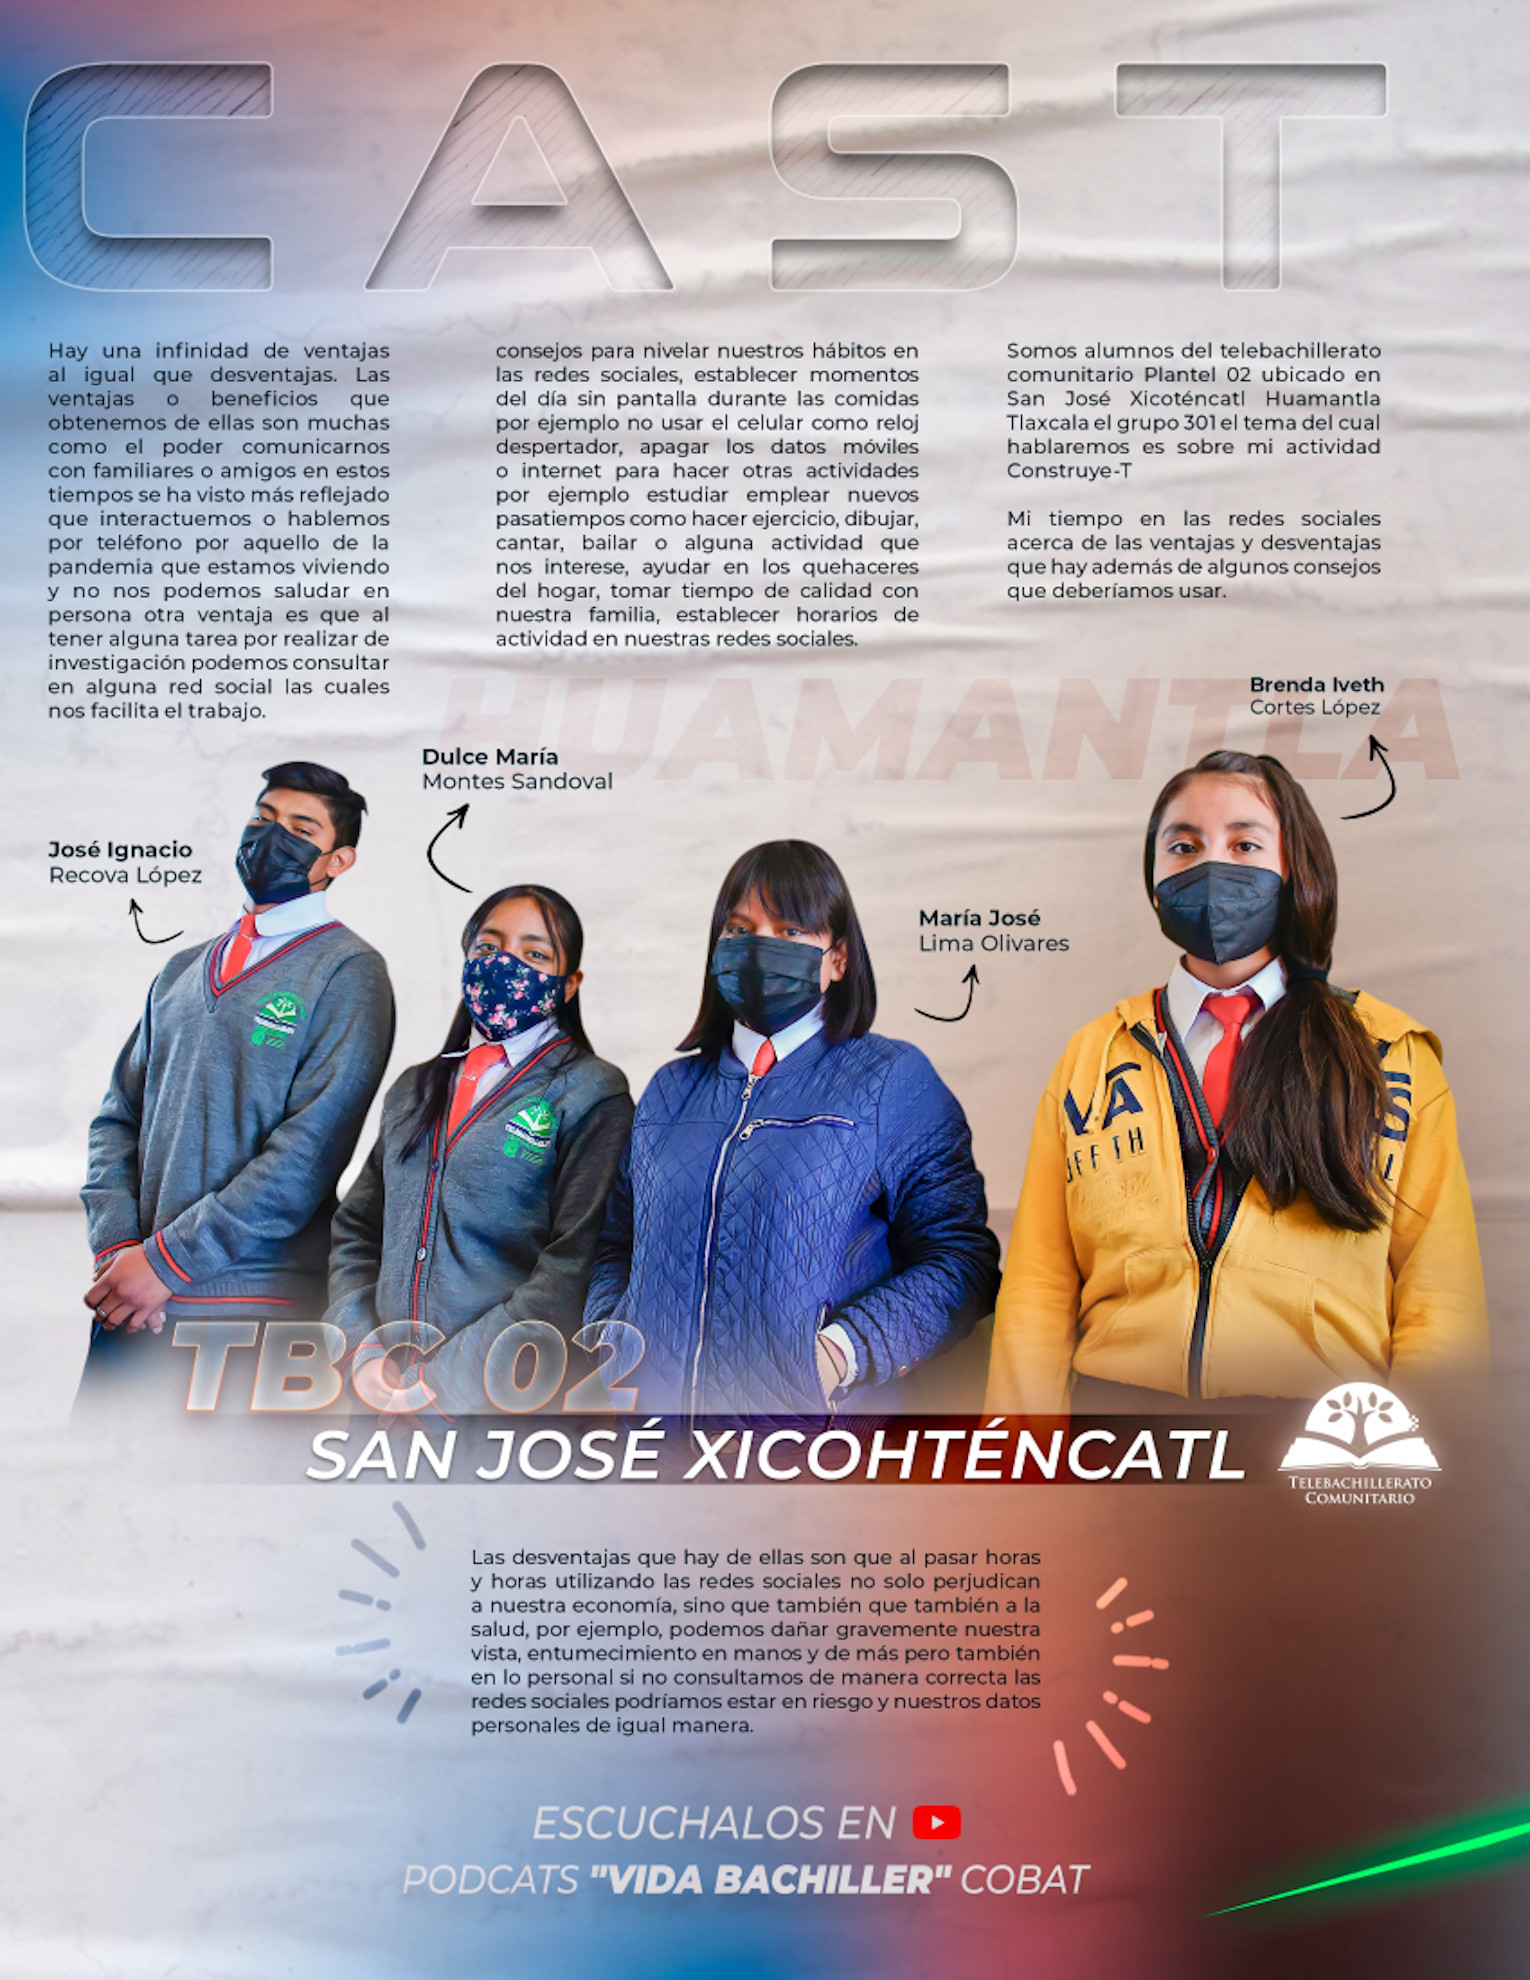 CAST
Hay una infinidad de ventajas
al igual que desventajas. Las
ventajas o beneficios que
obtenemos de ellas son muchas
como el poder comunicarnos
con familiares o amigos en estos
tiempos se ha visto más reflejado
que interactuemos o hablemos
por teléfono por aquello de la
pandemia que estamos viviendo
y no nos podemos saludar en
persona otra ventaja es que al
tener alguna tarea por realizar de
investigación podemos consultar
en alguna red social las cuales
nos facilita el trabajo.
consejos para nivelar nuestros hábitos en
las redes sociales, establecer momentos
del día sin pantalla durante las comidas
por ejemplo no usar el celular como reloj
despertador, apagar los datos móviles
o internet para hacer otras actividades
por ejemplo estudiar emplear nuevos
pasatiempos como hacer ejercicio, dibujar,
cantar, bailar o alguna actividad que
nos interese, ayudar en los quehaceres
del hogar, tomar tiempo de calidad con
nuestra familia, establecer horarios de
actividad en nuestras redes sociales.
Somos alumnos del telebachillerato
comunitario Plantel 02 ubicado en
San José Xicoténcatl Huamantla
Tlaxcala el grupo 301 el tema del cual
hablaremos es sobre mi actividad
Construye-T
Mi tiempo en las redes sociales
acerca de las ventajas y desventajas
que hay además de algunos consejos
que deberíamos usar.
HUAMANTLA
Brenda Iveth
Cortes López
Dulce María
Montes Sandoval
José Ignacio
Recova López
María José
Lima Olivares
TBC 02
SAN JOSÉ XICOHTÉNCATL
TELEBACHILLERATO
COMUNITARIO
Las desventajas que hay de ellas son que al pasar horas
y horas utilizando las redes sociales no solo perjudican
a nuestra economía, sino que también que también a la
salud, por ejemplo, podemos dañar gravemente nuestra
vista, entumecimiento en manos y de más pero también
en lo personal si no consultamos de manera correcta las
redes sociales podríamos estar en riesgo y nuestros datos
personales de igual manera.
ESCUCHALOS EN
PODCATS "VIDA BACHILLER" COBAT